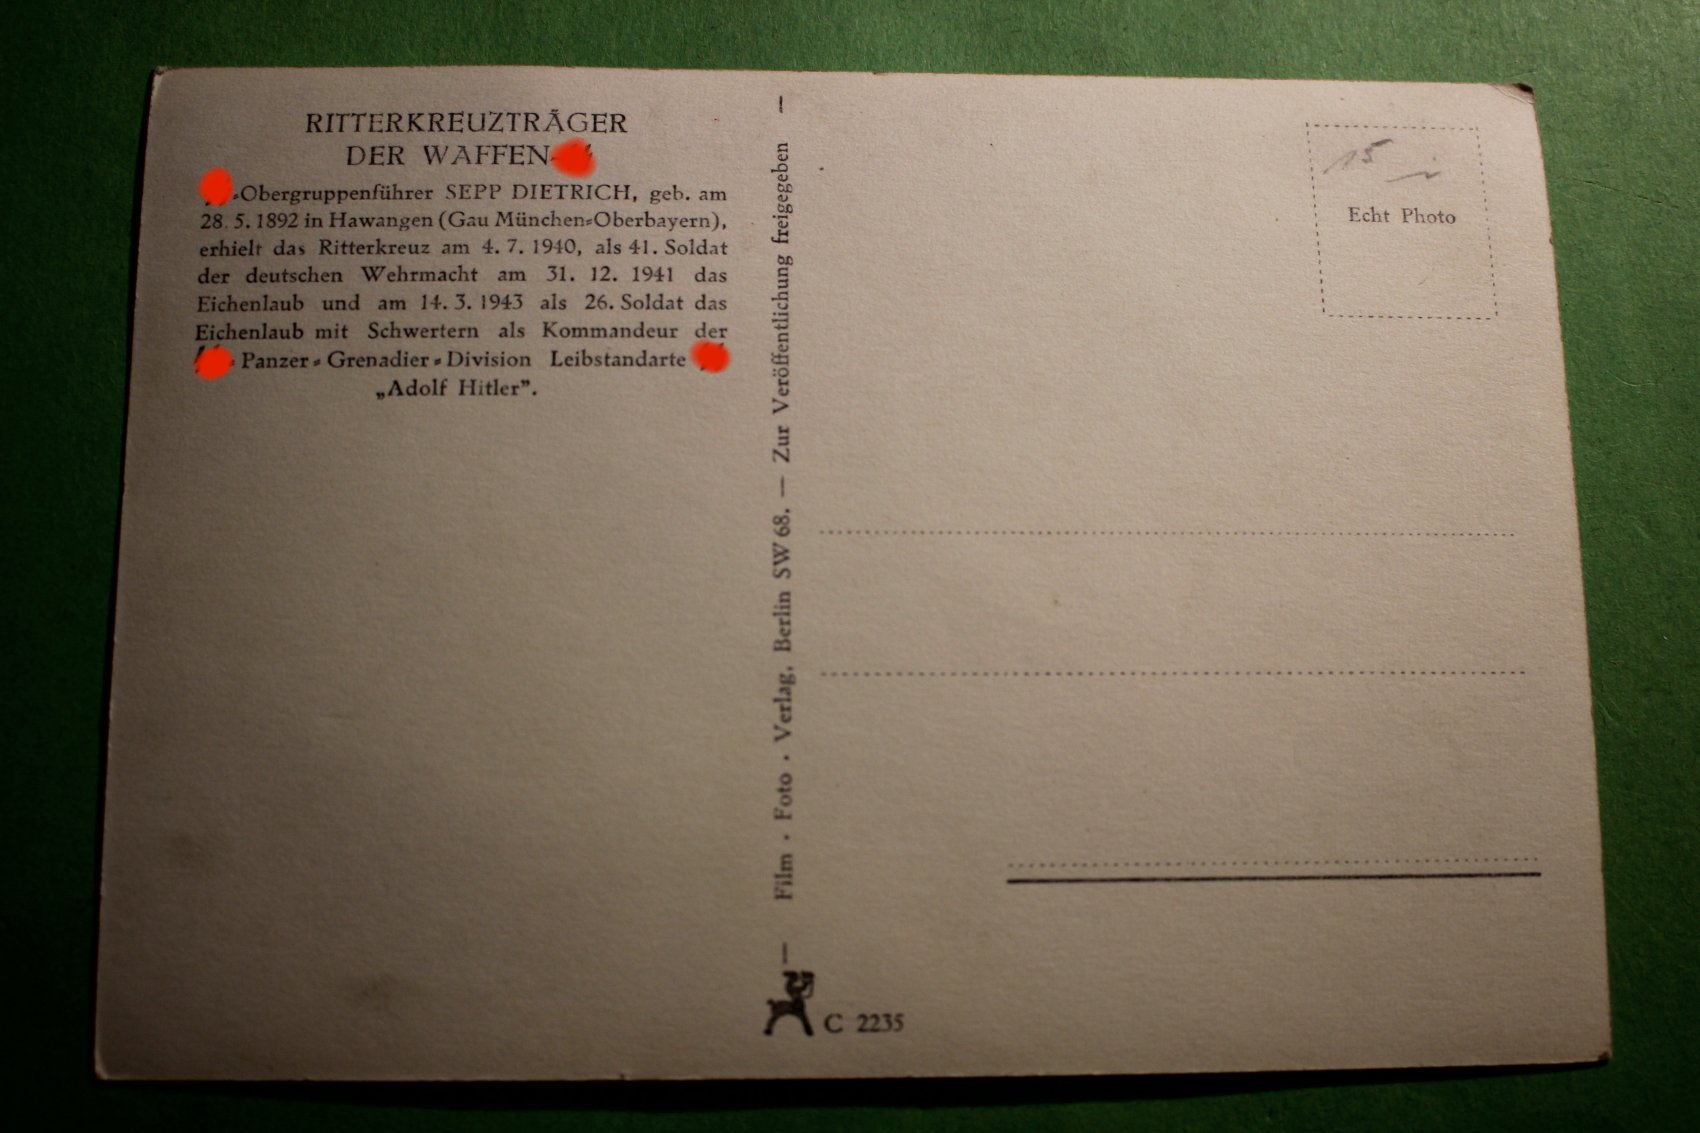 RITTERKREUZTRÄGER
DER WAFFEN-
-Obergruppenführer SEPP DIETRICH, geb. am
28. 5. 1892 in Hawangen (Gau München-Oberbayern),
erhielt das Ritterkreuz am 4. 7. 1940, als 41. Soldat
der deutschen Wehrmacht am 31. 12. 1941 das
Eichenlaub und am 14. 3. 1943 als 26. Soldat das
Eichenlaub mit Schwertern als Kommandeur der
- Panzer - Grenadier - Division Leibstandarte
„Adolf Hitler”.
— Film · Foto · Verlag, Berlin SW 68. — Zur Veröffentlichung freigegeben —
C 2235
15
Echt Photo